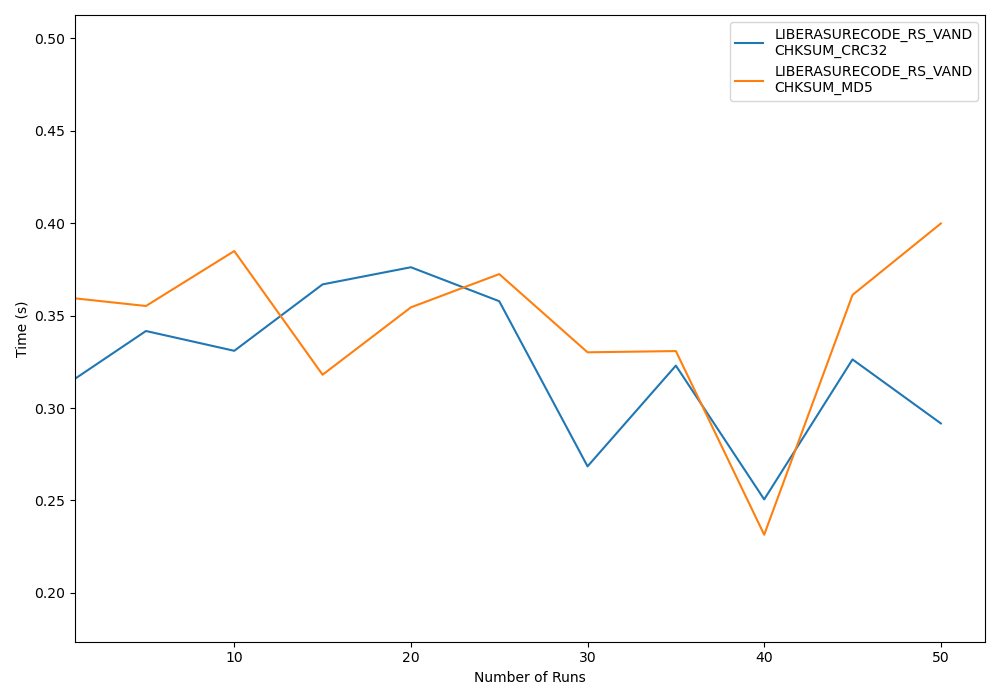 LIBERASURECODE_RS_VAND
CHKSUM_CRC32
LIBERASURECODE_RS_VAND
CHKSUM_MD5
0.50
0.45
0.40
0.35
0.30
0.25
0.20
Time (s)
10 20 30 40 50
Number of Runs